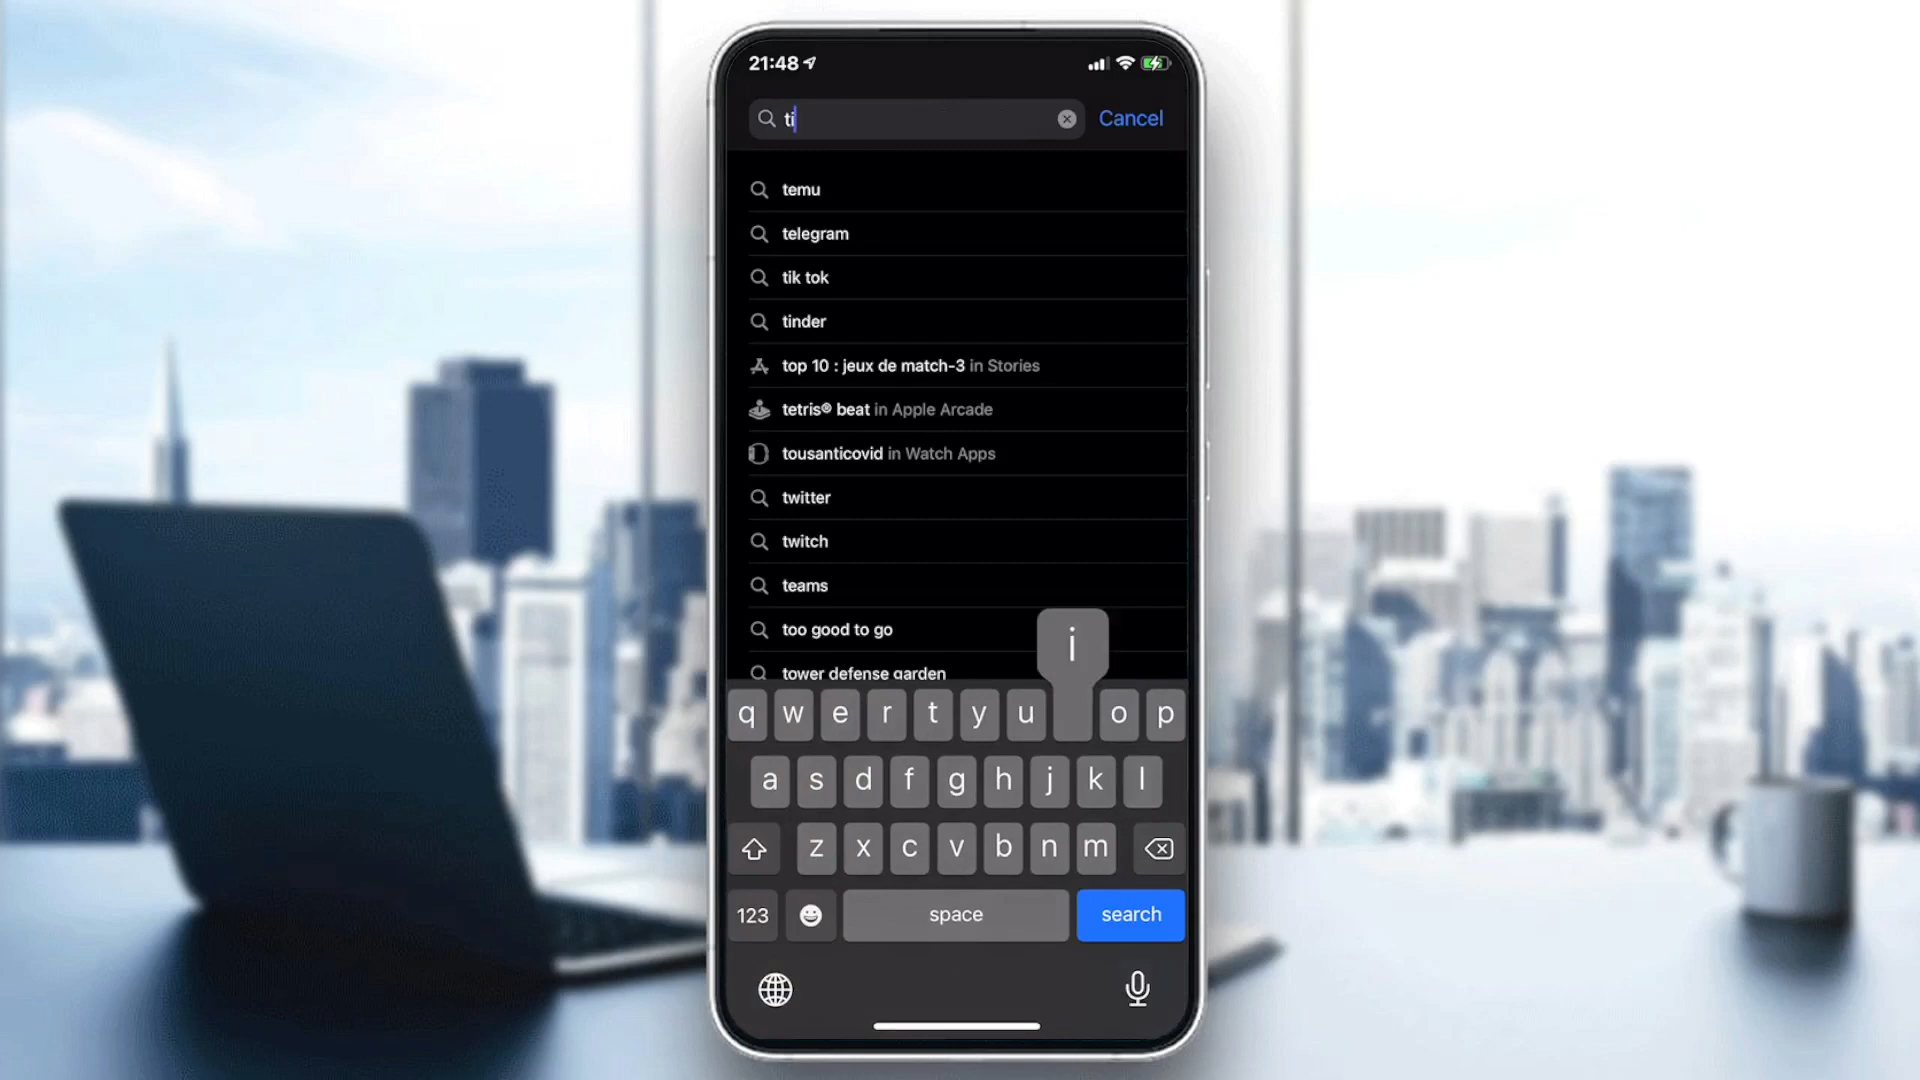 21:48
ti
Cancel
temu
telegram
tik tok
tinder
top 10 : jeux de match-3 in Stories
tetris® beat in Apple Arcade
tousanticovid in Watch Apps
twitter
twitch
teams
too good to go
tower defense garden
i
q w e r t y u o p
a s d f g h j k l
z x c v b n m
123 space search